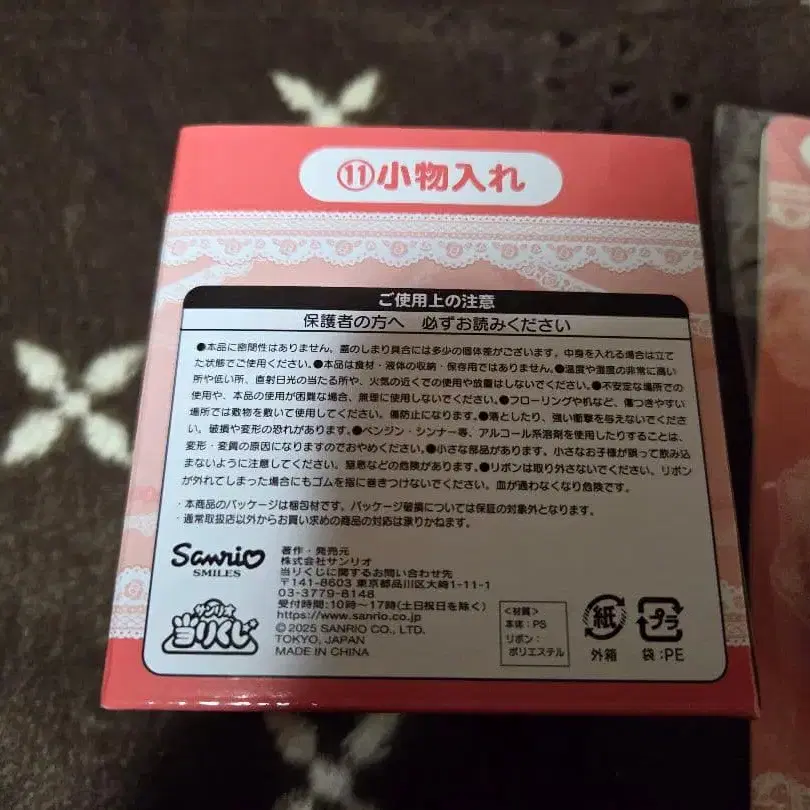 ⑪小物入れ
ご使用上の注意
保護者の方へ 必ずお読みください
●本品に密閉性はありません。蓋のしまり具合には多少の個体差がございます。中身を入れる場合は立て
た状態でご使用ください。●本品は食材・液体の収納・保存用ではありません。●温度や湿度の非常に高い
所や低い所、直射日光の当たる所や、火気の近くでの使用や放置はしないでください。●不安定な場所での
使用や、本品の使用が困難な場合、無理に使用しないでください。●フローリングや机など、傷つきやすい
場所では敷物を敷いて使用してください。傷防止になります。●落としたり、強い衝撃を与えないでくださ
い。破損や変形の恐れがあります。●ベンジン・シンナー等、アルコール系溶剤を使用したりすることは、
変形・変質の原因になりますのでおやめください。●小さな部品があります。小さなお子様が誤って飲み込
まないように注意してください。窒息などの危険があります。●リボンは取り外さないでください。リボン
が外れてしまった場合にもゴムを指に巻きつけないでください。血が通わなくなり危険です。
・本商品のパッケージは梱包材です。パッケージ破損については保証の対象外となります。
・通常取扱店以外からお買い求めの商品の対応は承りかねます。
Sanrio
SMILES
サンリオ
当りくじ
著作・発売元
株式会社サンリオ
当りくじに関するお問い合わせ先
〒141-8603 東京都品川区大崎1-11-1
03-3779-8148
受付時間:10時~17時(土日祝日を除く)
https://www.sanrio.co.jp
© 2025 SANRIO CO., LTD.
TOKYO, JAPAN
MADE IN CHINA
<材質>
本体:PS
リボン:
ポリエステル
紙
外箱
プラ
袋:PE